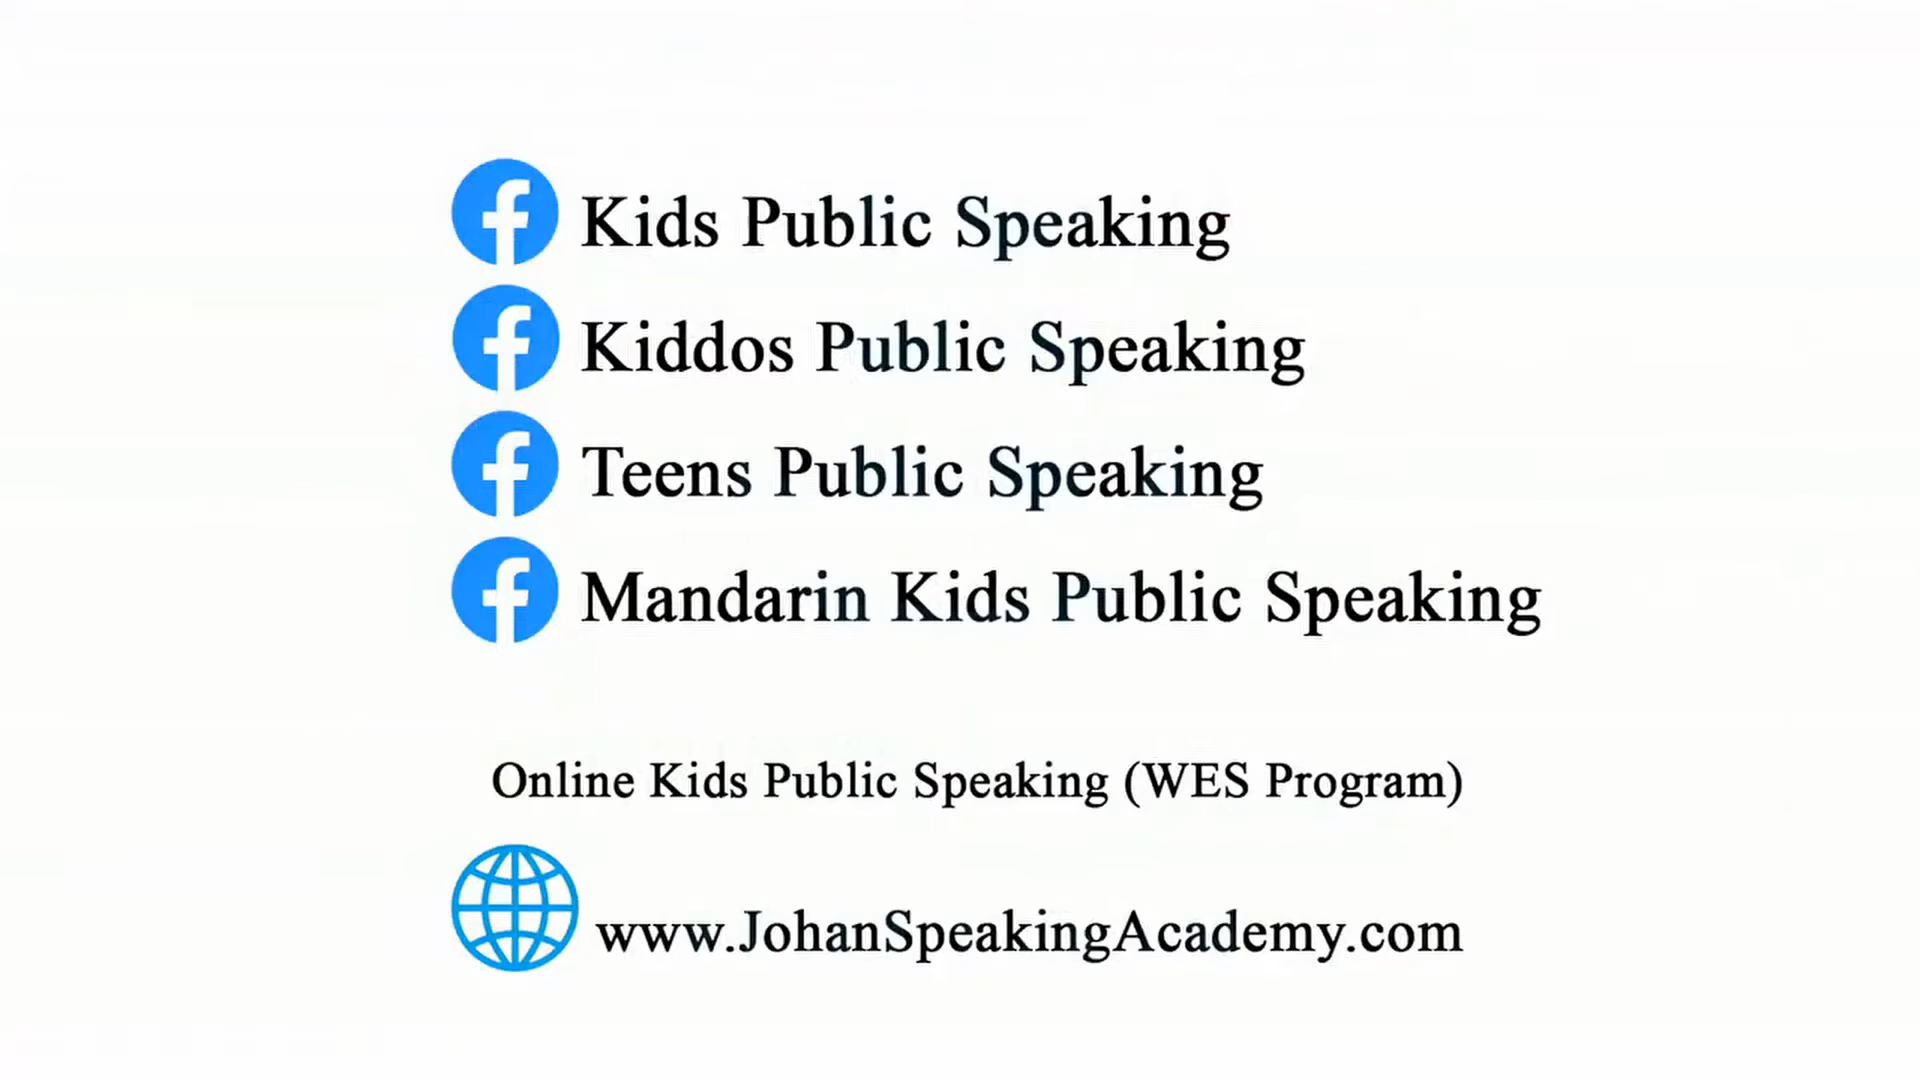 Kids Public Speaking
Kiddos Public Speaking
Teens Public Speaking
Mandarin Kids Public Speaking
Online Kids Public Speaking (WES Program)
www.JohanSpeakingAcademy.com